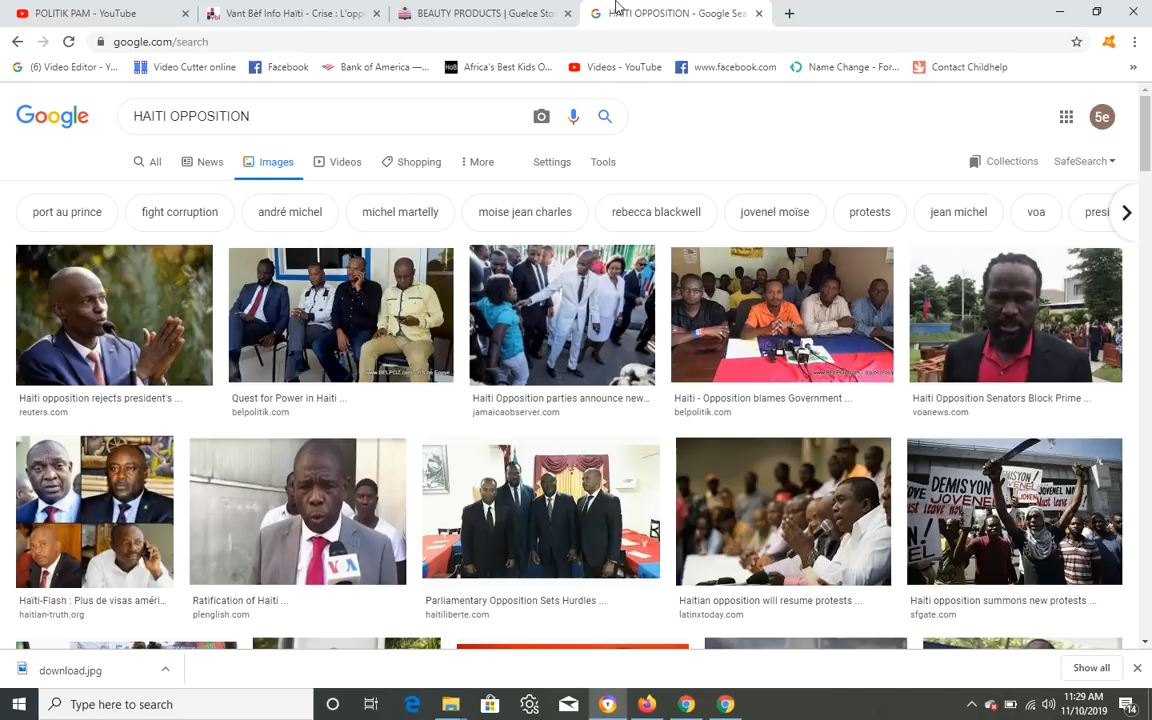 POLITIK PAM - YouTube
Vant Bèf Info Haïti - Crise : L'opp
BEAUTY PRODUCTS | Guelce Sto
HAITI OPPOSITION - Google Sea
google.com/search
(6) Video Editor - Y...
Video Cutter online
Facebook
Bank of America —...
Africa's Best Kids O...
Videos - YouTube
www.facebook.com
Name Change - For...
Contact Childhelp
»
Google
HAITI OPPOSITION
5e
All
News
Images
Videos
Shopping
More
Settings
Tools
Collections
SafeSearch
port au prince
fight corruption
andré michel
michel martelly
moise jean charles
rebecca blackwell
jovenel moïse
protests
jean michel
voa
presi
Haiti opposition rejects president's ...
reuters.com
Quest for Power in Haiti ...
belpolitik.com
Haiti Opposition parties announce new...
jamaicaobserver.com
Haiti - Opposition blames Government ...
belpolitik.com
Haiti Opposition Senators Block Prime ...
voanews.com
VOA
DEMISYON!
JOVENEL
Haïti-Flash : Plus de visas améri...
haitian-truth.org
Ratification of Haiti ...
plenglish.com
Parliamentary Opposition Sets Hurdles ...
haitiliberte.com
Haitian opposition will resume protests ...
latinxtoday.com
Haiti opposition summons new protests ...
sfgate.com
download.jpg
Show all
Type here to search
11:29 AM
11/10/2019
14